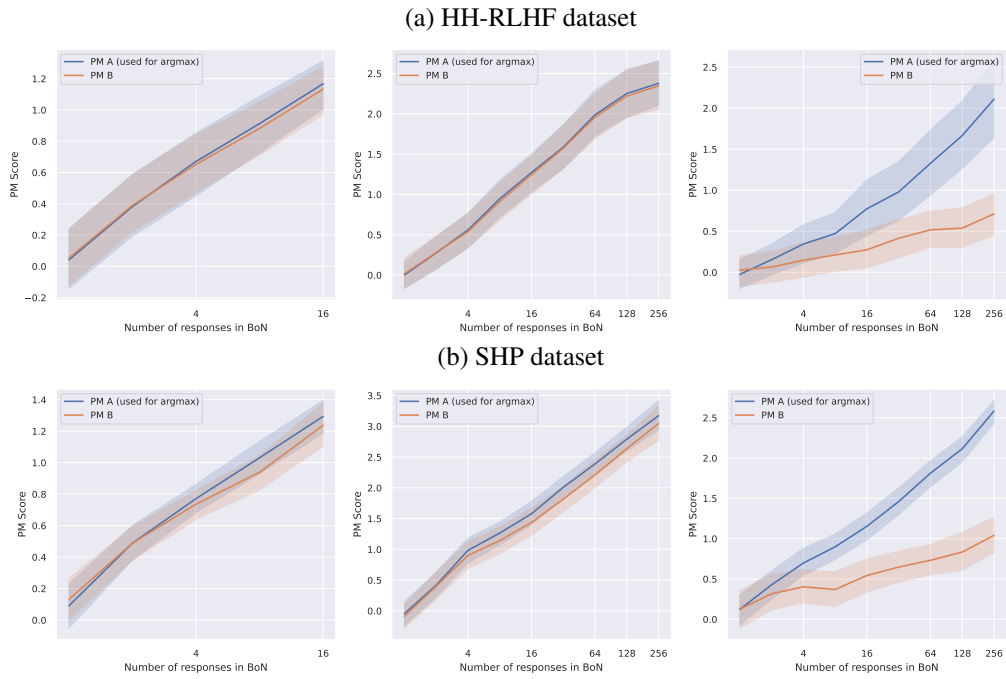 (a) HH-RLHF dataset
PM A (used for argmax)
PM B
PM Score
1.2
1.0
0.8
0.6
0.4
0.2
0.0
−0.2
4
16
Number of responses in BoN
PM A (used for argmax)
PM B
PM Score
2.5
2.0
1.5
1.0
0.5
0.0
4
16
64
128
256
Number of responses in BoN
PM A (used for argmax)
PM B
PM Score
2.5
2.0
1.5
1.0
0.5
0.0
4
16
64
128
256
Number of responses in BoN
(b) SHP dataset
PM A (used for argmax)
PM B
PM Score
1.4
1.2
1.0
0.8
0.6
0.4
0.2
0.0
4
16
Number of responses in BoN
PM A (used for argmax)
PM B
PM Score
3.5
3.0
2.5
2.0
1.5
1.0
0.5
0.0
4
16
64
128
256
Number of responses in BoN
PM A (used for argmax)
PM B
PM Score
2.5
2.0
1.5
1.0
0.5
0.0
4
16
64
128
256
Number of responses in BoN